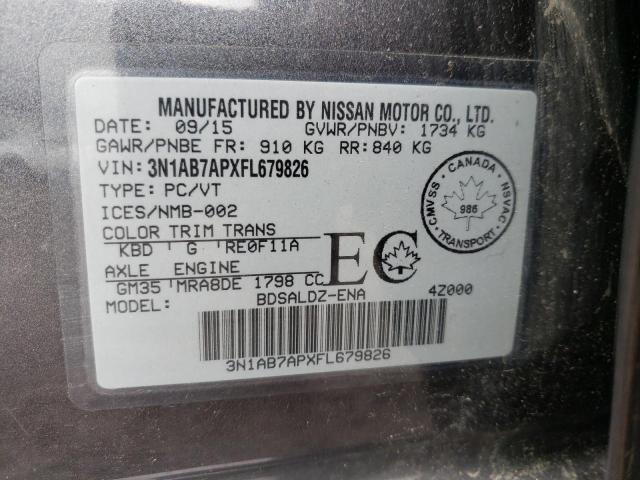 MANUFACTURED BY NISSAN MOTOR CO., LTD.
DATE: 09/15 GVWR/PNBV: 1734 KG
GAWR/PNBE FR: 910 KG RR: 840 KG
VIN: 3N1AB7APXFL679826
TYPE: PC/VT
ICES/NMB-002
COLOR TRIM TRANS
KBD ' G ' RE0F11A
AXLE ENGINE
GM35 ' MRA8DE 1798 CC
EC
MODEL: BDSALDZ-ENA 4Z000
3N1AB7APXFL679826
CANADA
CMVSS
NSVAC
986
TRANSPORT